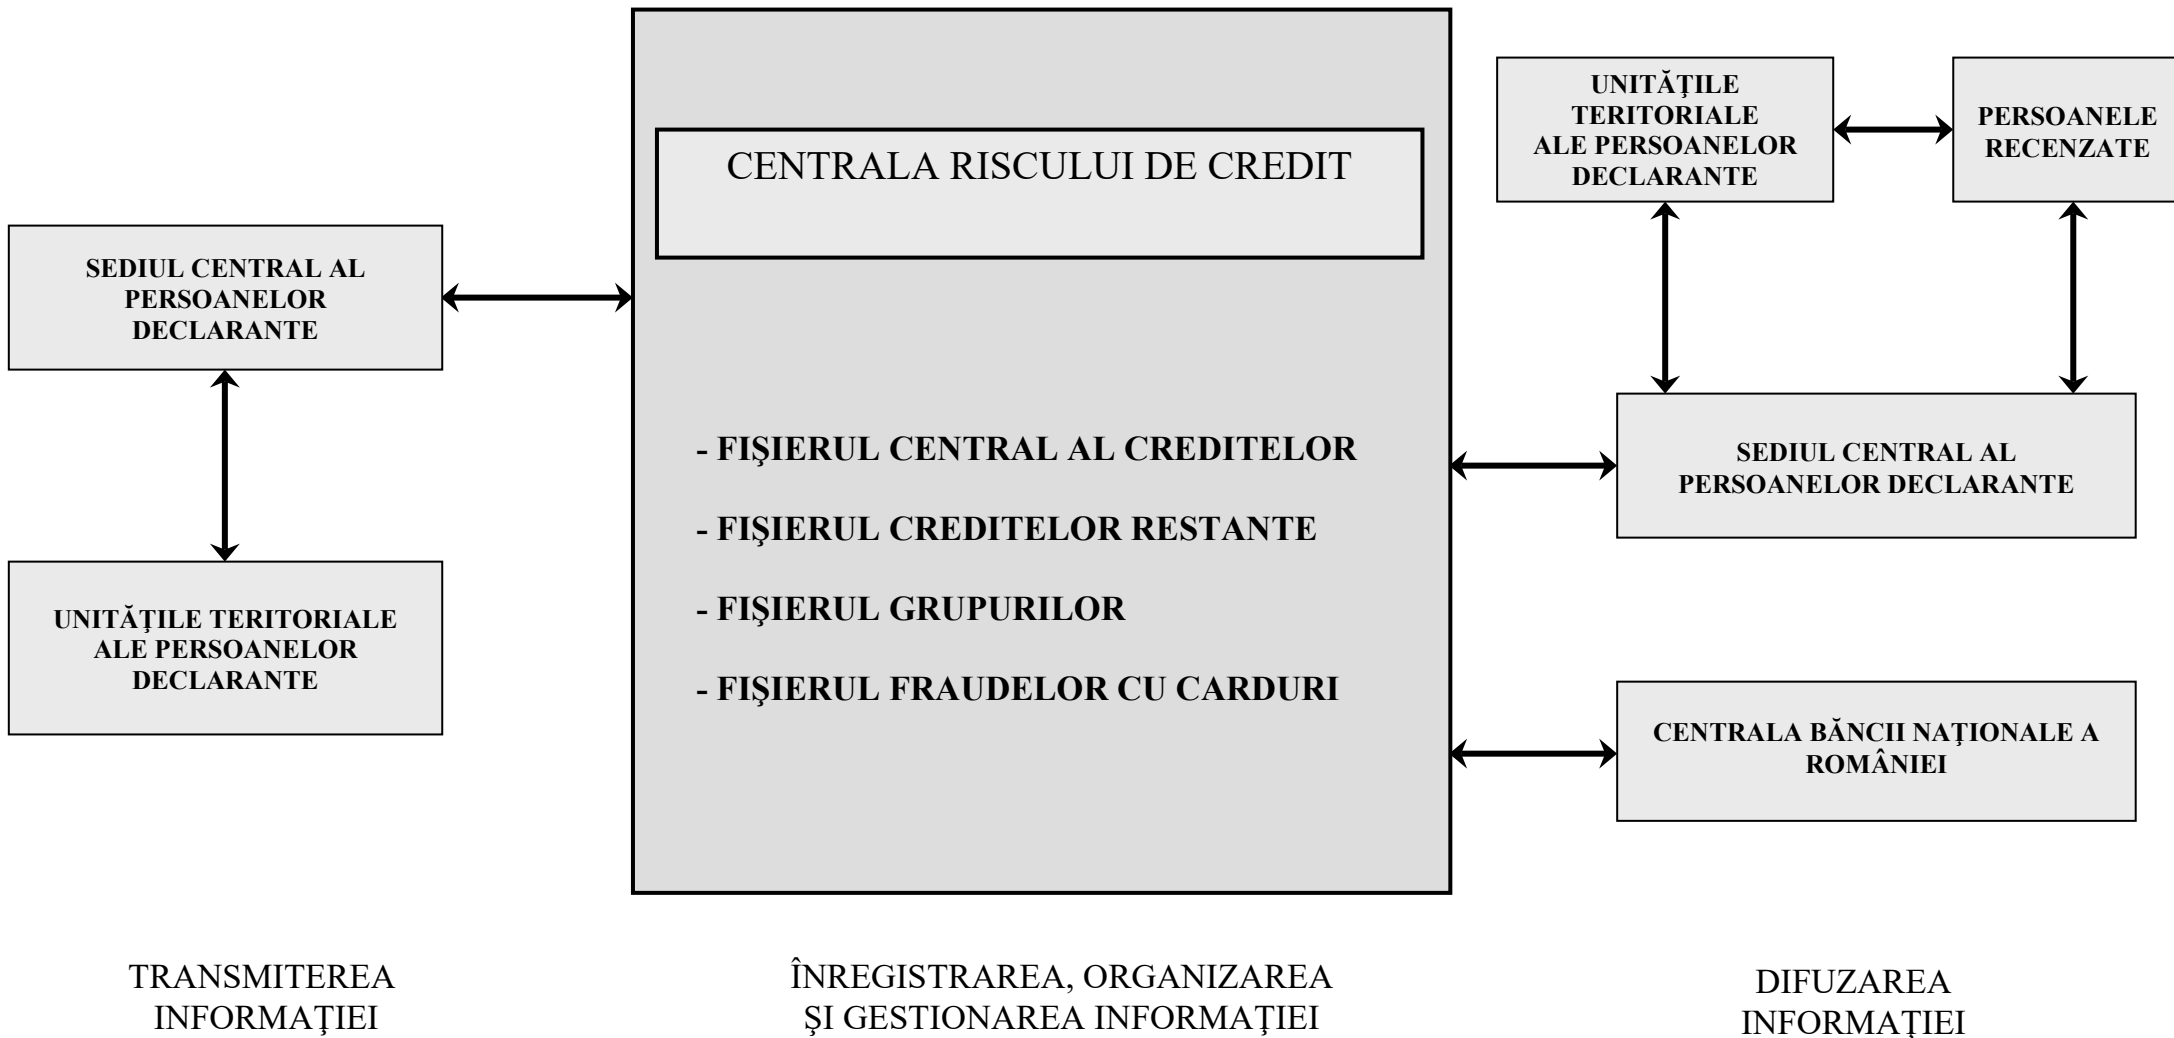 SEDIUL CENTRAL AL
PERSOANELOR
DECLARANTE
UNITĂŢILE TERITORIALE
ALE PERSOANELOR
DECLARANTE
TRANSMITEREA
INFORMAŢIEI
CENTRALA RISCULUI DE CREDIT
- FIŞIERUL CENTRAL AL CREDITELOR
- FIŞIERUL CREDITELOR RESTANTE
- FIŞIERUL GRUPURILOR
- FIŞIERUL FRAUDELOR CU CARDURI
ÎNREGISTRAREA, ORGANIZAREA
ŞI GESTIONAREA INFORMAŢIEI
UNITĂŢILE
TERITORIALE
ALE PERSOANELOR
DECLARANTE
PERSOANELE
RECENZATE
SEDIUL CENTRAL AL
PERSOANELOR DECLARANTE
CENTRALA BĂNCII NAŢIONALE A
ROMÂNIEI
DIFUZAREA
INFORMAŢIEI